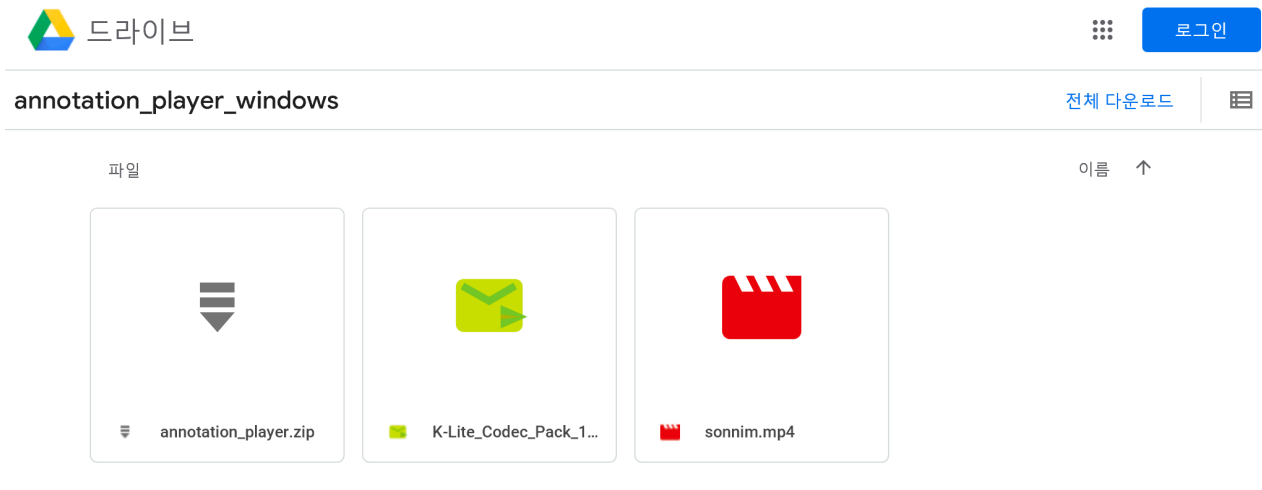 드라이브
로그인
annotation_player_windows
전체 다운로드
파일
이름
annotation_player.zip
K-Lite_Codec_Pack_1...
sonnim.mp4